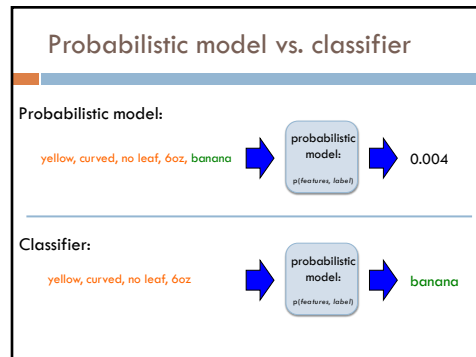 Probabilistic model vs. classifier
Probabilistic model:
yellow, curved, no leaf, 6oz, banana
probabilistic
model:
p(features, label)
0.004
Classifier:
yellow, curved, no leaf, 6oz
probabilistic
model:
p(features, label)
banana